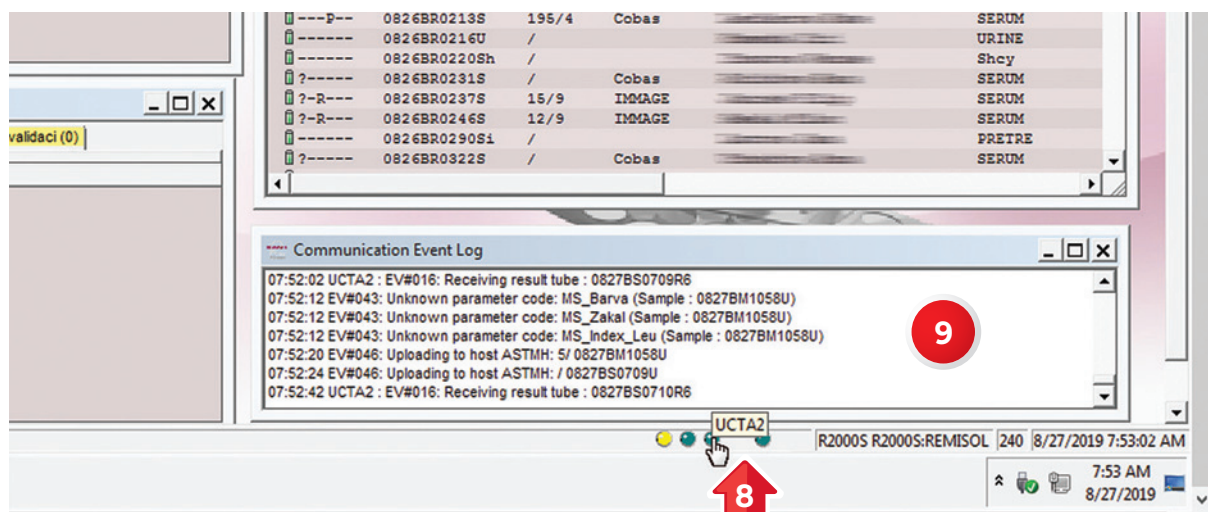 ---P-- 0826BR0213S 195/4 Cobas SERUM
------ 0826BR0216U / URINE
------ 0826BR0220Sh / Shcy
?----- 0826BR0231S / Cobas SERUM
?-R--- 0826BR0237S 15/9 IMMAGE SERUM
?-R--- 0826BR0246S 12/9 IMMAGE SERUM
------ 0826BR0290Si / PRETRE
?----- 0826BR0322S / Cobas SERUM
validaci (0)
Communication Event Log
07:52:02 UCTA2 : EV#016: Receiving result tube : 0827BS0709R6
07:52:12 EV#043: Unknown parameter code: MS_Barva (Sample : 0827BM1058U)
07:52:12 EV#043: Unknown parameter code: MS_Zakal (Sample : 0827BM1058U)
07:52:12 EV#043: Unknown parameter code: MS_Index_Leu (Sample : 0827BM1058U)
07:52:20 EV#046: Uploading to host ASTMH: 5/ 0827BM1058U
07:52:24 EV#046: Uploading to host ASTMH: / 0827BS0709U
07:52:42 UCTA2 : EV#016: Receiving result tube : 0827BS0710R6
9
UCTA2
R2000S R2000S:REMISOL 240 8/27/2019 7:53:02 AM
8
7:53 AM
8/27/2019